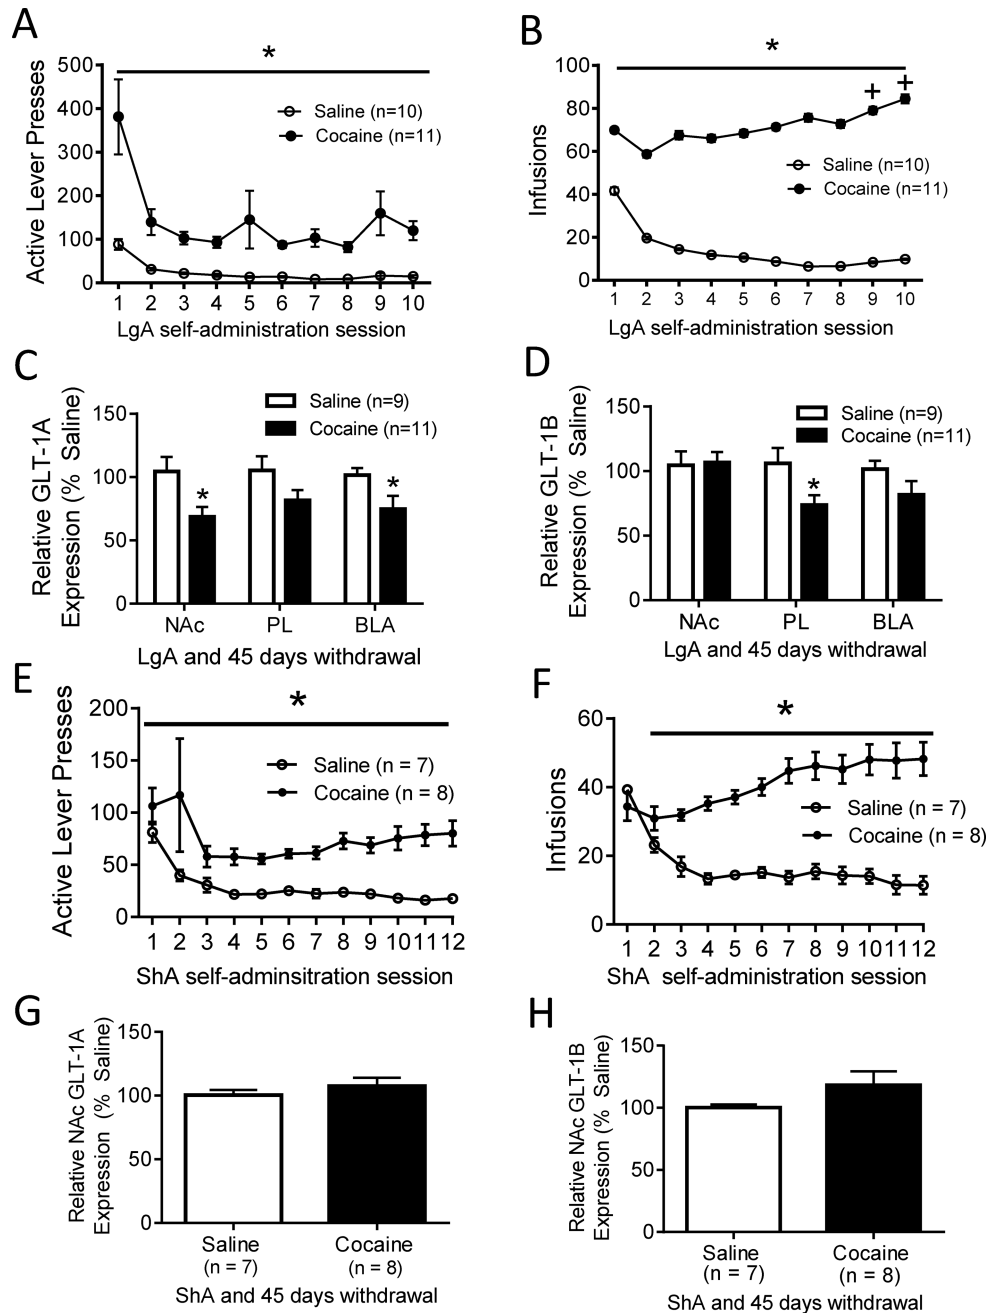 A
*
Active Lever Presses
500
400
300
200
100
0
Saline (n=10)
Cocaine (n=11)
1 2 3 4 5 6 7 8 9 10
LgA self-administration session
B
*
+ +
Infusions
100
80
60
40
20
0
Saline (n=10)
Cocaine (n=11)
1 2 3 4 5 6 7 8 9 10
LgA self-administration session
C
Relative GLT-1A
Expression (% Saline)
150
100
50
0
Saline (n=9)
Cocaine (n=11)
* *
NAc PL BLA
LgA and 45 days withdrawal
D
Relative GLT-1B
Expression (% Saline)
150
100
50
0
Saline (n=9)
Cocaine (n=11)
*
NAc PL BLA
LgA and 45 days withdrawal
E
*
Active Lever Presses
200
150
100
50
0
Saline (n = 7)
Cocaine (n = 8)
1 2 3 4 5 6 7 8 9 10 11 12
ShA self-adminsitration session
F
*
Infusions
60
40
20
0
Saline (n = 7)
Cocaine (n = 8)
1 2 3 4 5 6 7 8 9 10 11 12
ShA self-administration session
G
Relative NAc GLT-1A
Expression (% Saline)
150
100
50
0
Saline Cocaine
(n = 7) (n = 8)
ShA and 45 days withdrawal
H
Relative NAc GLT-1B
Expression (% Saline)
150
100
50
0
Saline Cocaine
(n = 7) (n = 8)
ShA and 45 days withdrawal